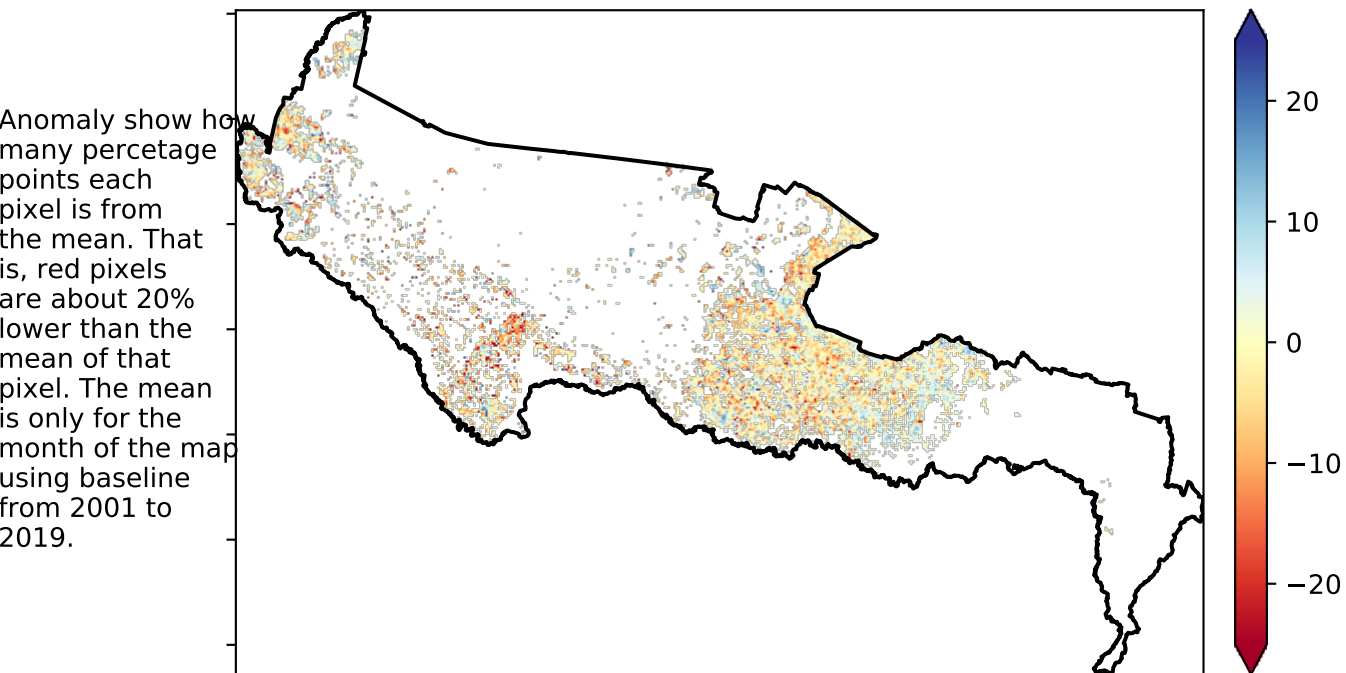 Anomaly show how
many percetage
points each
pixel is from
the mean. That
is, red pixels
are about 20%
lower than the
mean of that
pixel. The mean
is only for the
month of the map
using baseline
from 2001 to
2019.
20
10
0
−10
−20